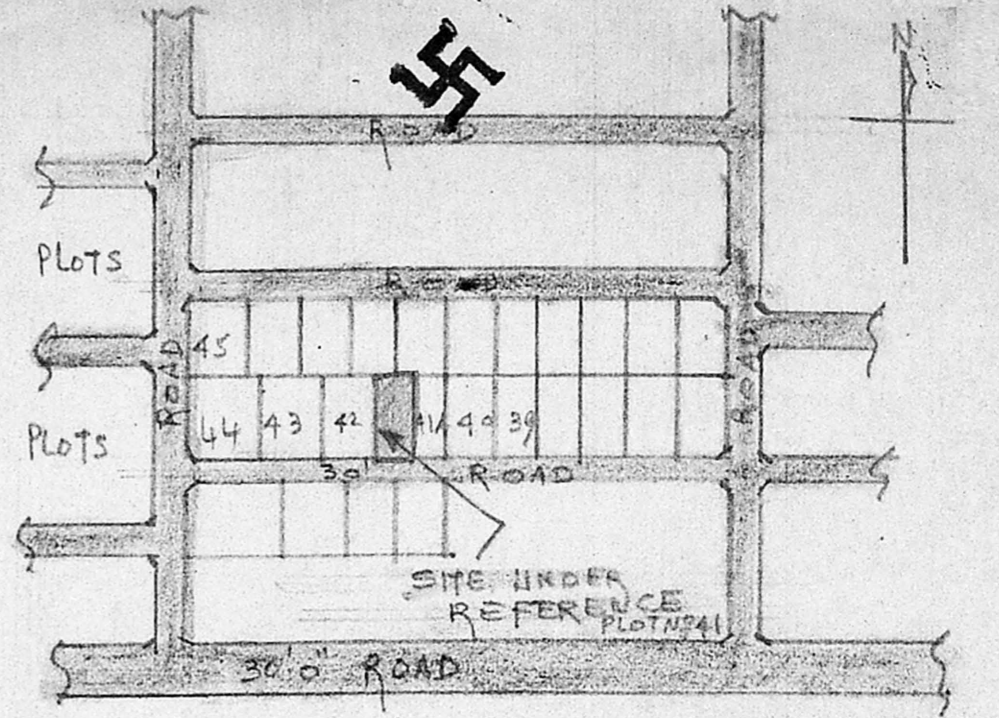 N
ROAD
PLOTS
ROAD
45
ROAD
ROAD
44 43 42 41A 40 39
PLOTS
30' ROAD
SITE UNDER
REFERENCE
PLOT Nº 41
30'0" ROAD